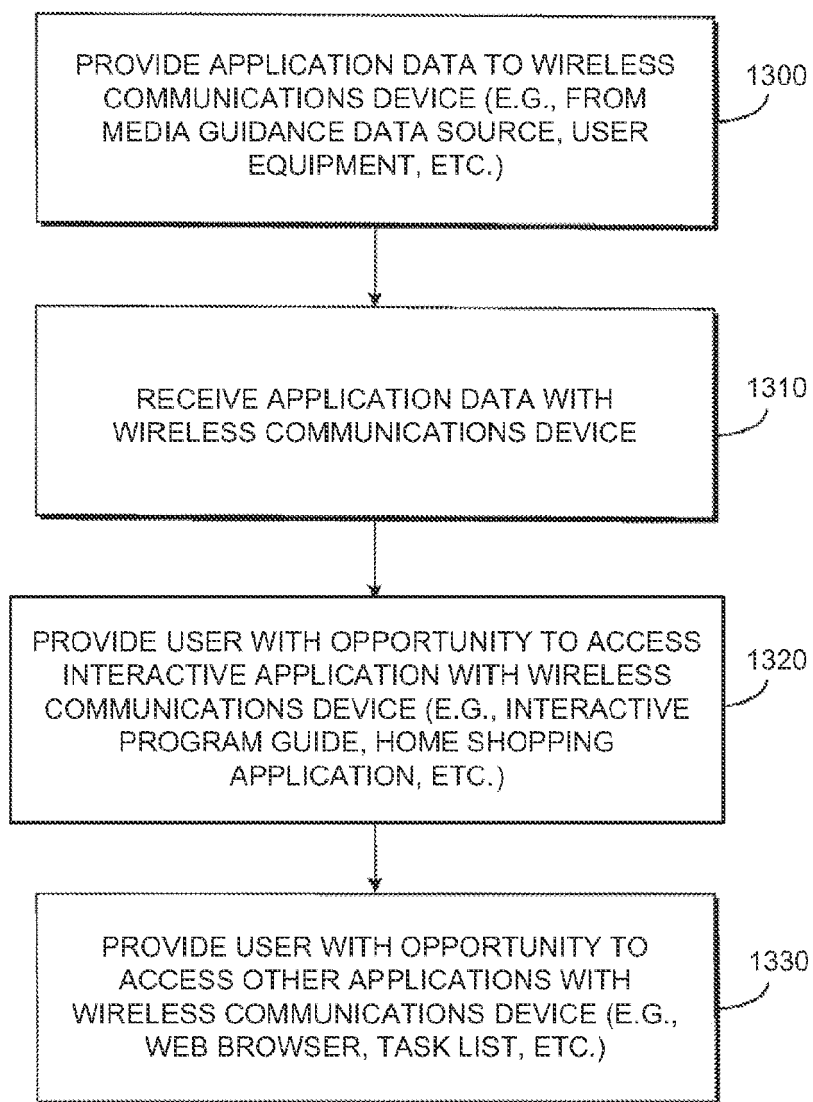 PROVIDE APPLICATION DATA TO WIRELESS
COMMUNICATIONS DEVICE (E.G., FROM
MEDIA GUIDANCE DATA SOURCE, USER
EQUIPMENT, ETC.)
1300
RECEIVE APPLICATION DATA WITH
WIRELESS COMMUNICATIONS DEVICE
1310
PROVIDE USER WITH OPPORTUNITY TO ACCESS
INTERACTIVE APPLICATION WITH WIRELESS
COMMUNICATIONS DEVICE (E.G., INTERACTIVE
PROGRAM GUIDE, HOME SHOPPING
APPLICATION, ETC.)
1320
PROVIDE USER WITH OPPORTUNITY TO
ACCESS OTHER APPLICATIONS WITH
WIRELESS COMMUNICATIONS DEVICE (E.G.,
WEB BROWSER, TASK LIST, ETC.)
1330